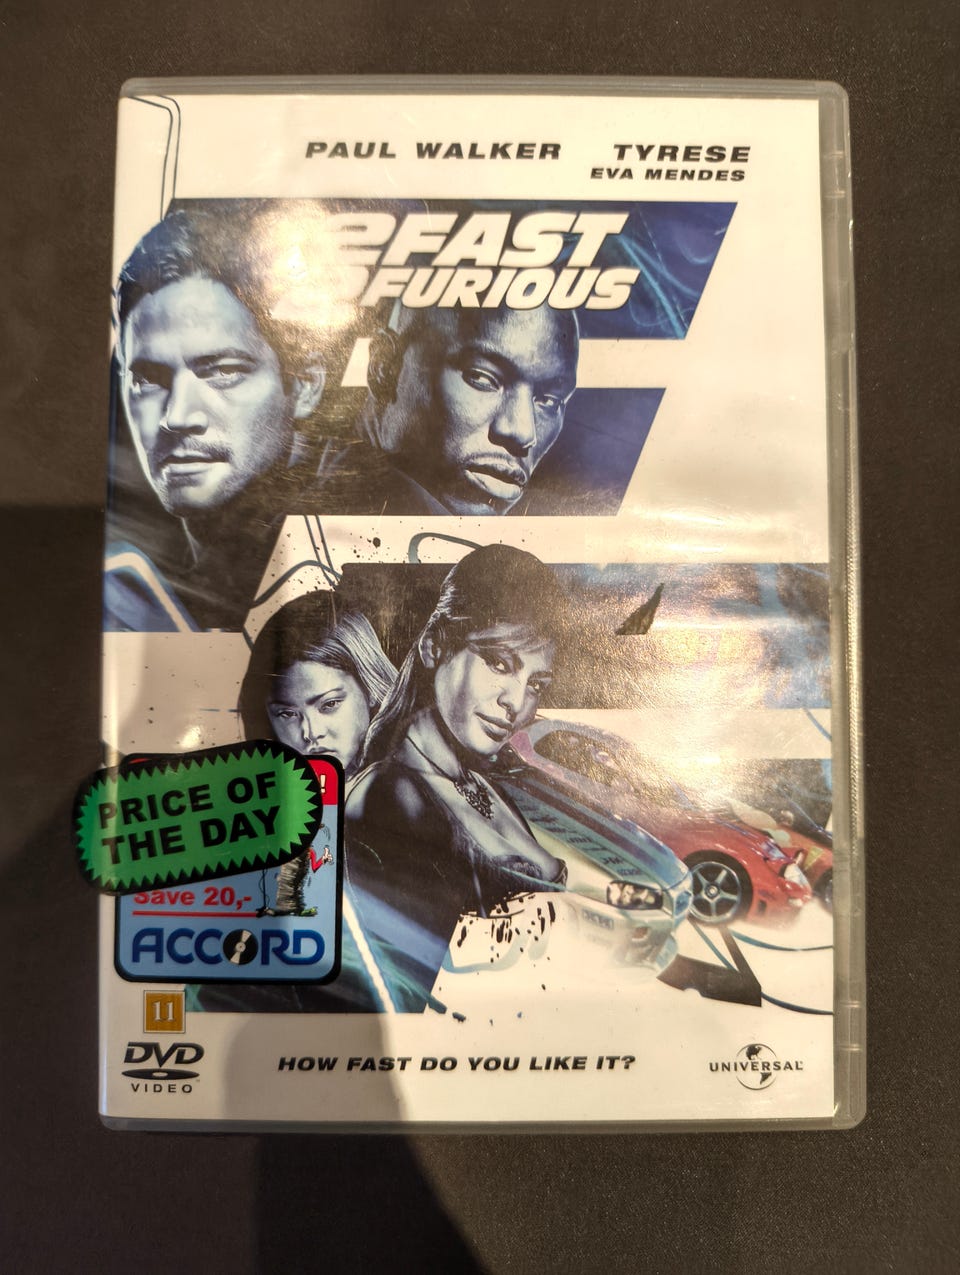 PAUL WALKER TYRESE
EVA MENDES
2FAST
2FURIOUS
!
PRICE OF
THE DAY
Save 20,-
ACCORD
11
DVD
VIDEO
HOW FAST DO YOU LIKE IT?
UNIVERSAL